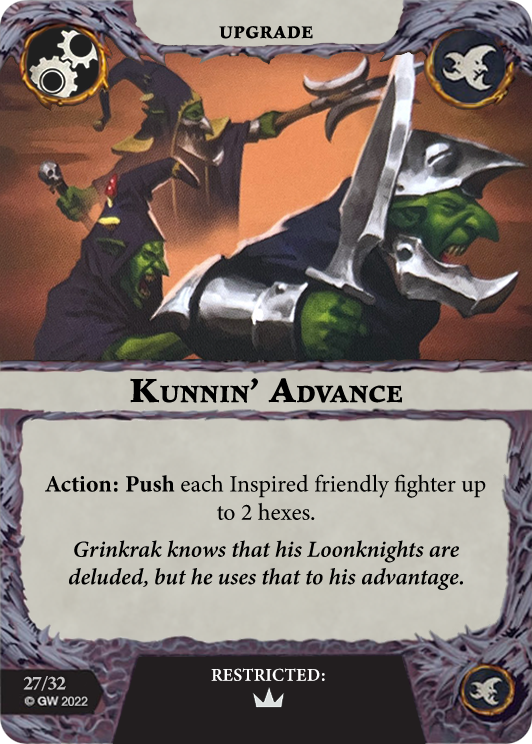 UPGRADE
Kunnin’ Advance
Action: Push each Inspired friendly fighter up
to 2 hexes.
Grinkrak knows that his Loonknights are
deluded, but he uses that to his advantage.
27/32
© GW 2022
RESTRICTED: